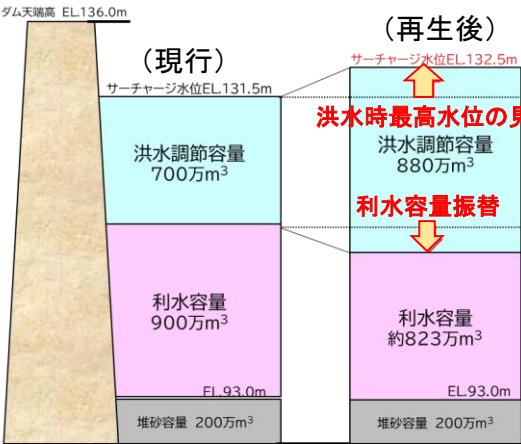 ダム天端高 EL.136.0m
(現行)
(再生後)
サーチャージ水位EL.131.5m
サーチャージ水位EL.132.5m
洪水時最高水位の見
洪水調節容量
700万m³
洪水調節容量
880万m³
利水容量振替
利水容量
900万m³
利水容量
約823万m³
EL.93.0m
EL.93.0m
堆砂容量 200万m³
堆砂容量 200万m³